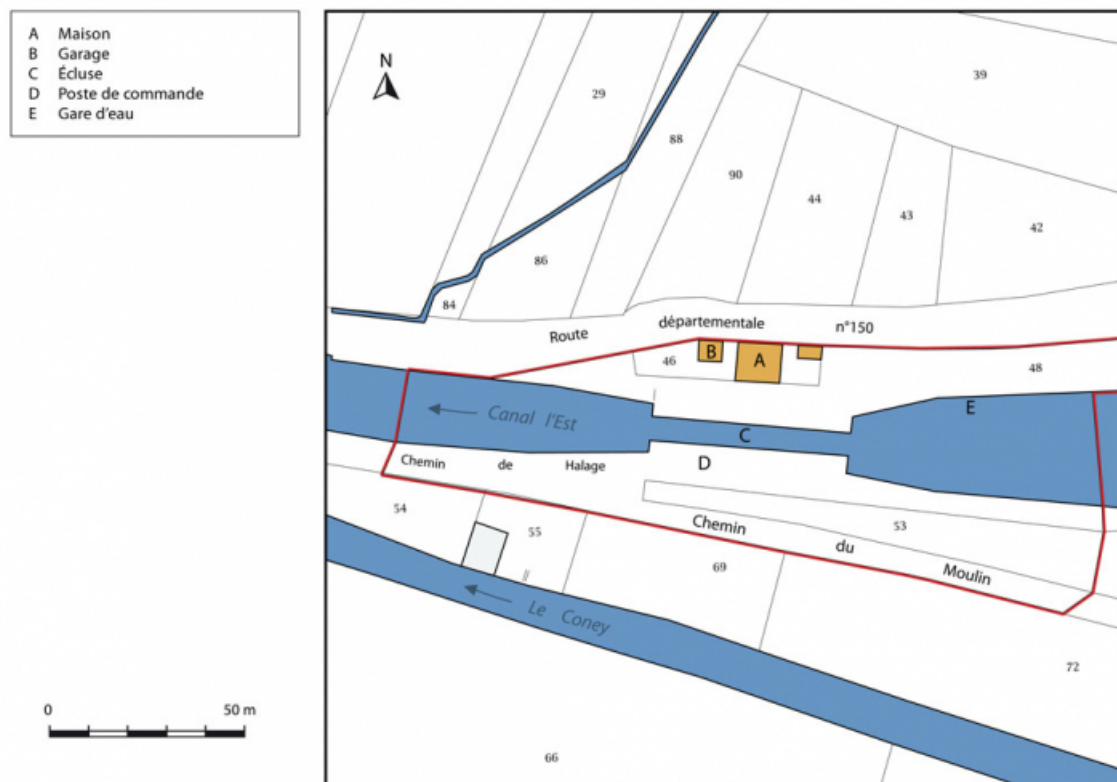 A Maison
B Garage
C Écluse
D Poste de commande
E Gare d'eau
N
39
29
88
90
44
43
42
86
84
Route départementale n°150
46
B
A
48
E
Canal l'Est
C
Chemin de Halage
D
54
55
53
Chemin du Moulin
69
Le Coney
72
66
0 50 m